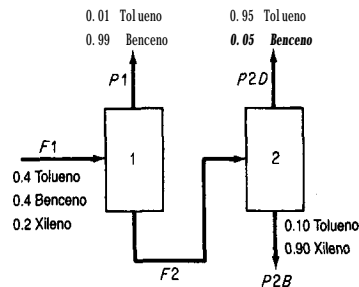 0.01 Tolueno
0.99 Benceno
0.95 Tolueno
0.05 Benceno
P1
P2D
F1
0.4 Tolueno
0.4 Benceno
0.2 Xileno
1
2
F2
0.10 Tolueno
0.90 Xileno
P2B